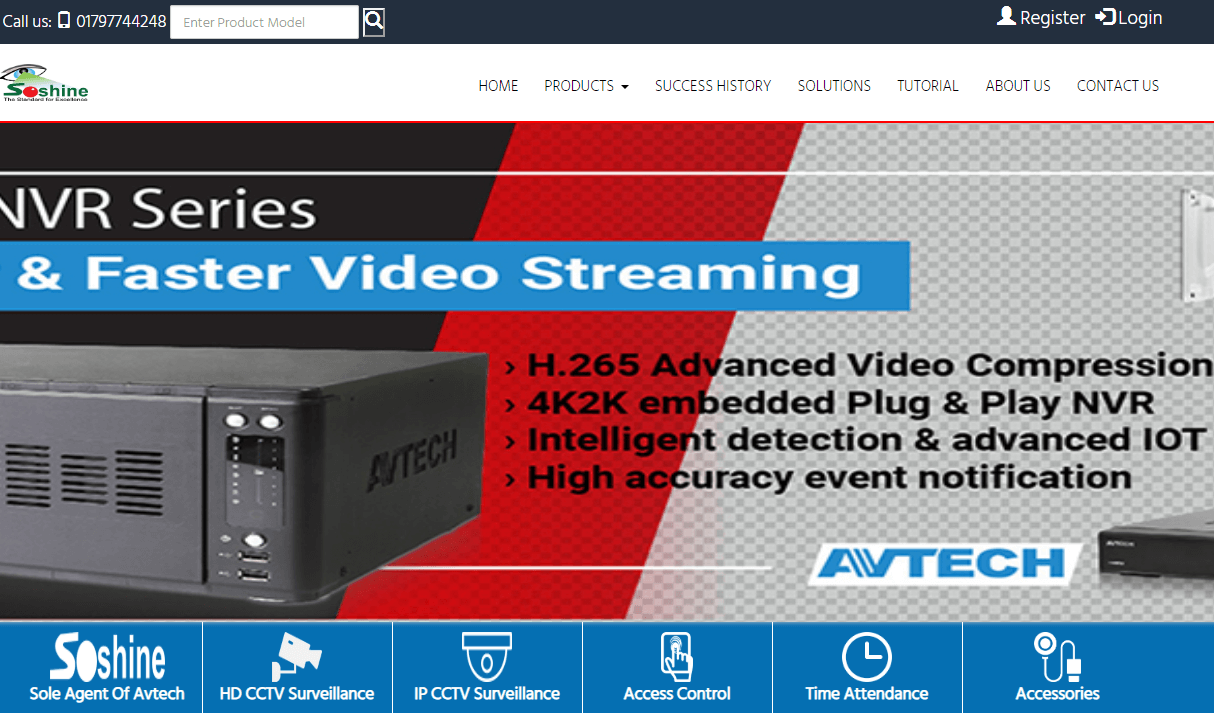 Call us: 01797744248 Enter Product Model Register Login
Soshine
The Standard for Excellence
HOME PRODUCTS SUCCESS HISTORY SOLUTIONS TUTORIAL ABOUT US CONTACT US
NVR Series
& Faster Video Streaming
› H.265 Advanced Video Compression
› 4K2K embedded Plug & Play NVR
› Intelligent detection & advanced IOT
› High accuracy event notification
AVTECH
AVTECH
AVTECH
Soshine
Sole Agent Of Avtech
HD CCTV Surveillance
IP CCTV Surveillance
Access Control
Time Attendance
Accessories